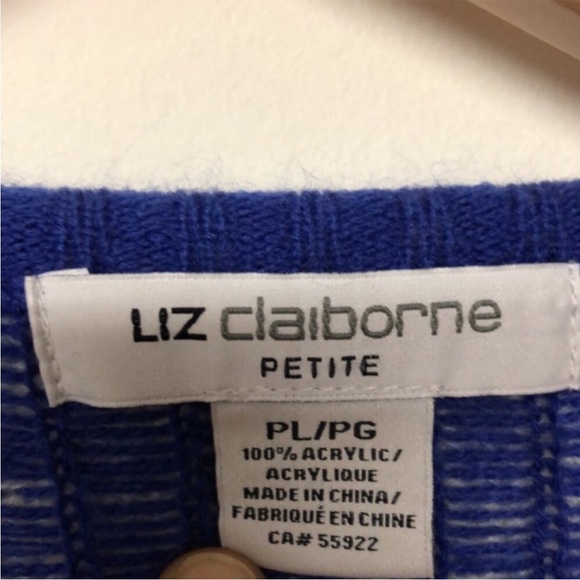 LIZ claiborne
PETITE
PL/PG
100% ACRYLIC/
ACRYLIQUE
MADE IN CHINA/
FABRIQUÉ EN CHINE
CA# 55922